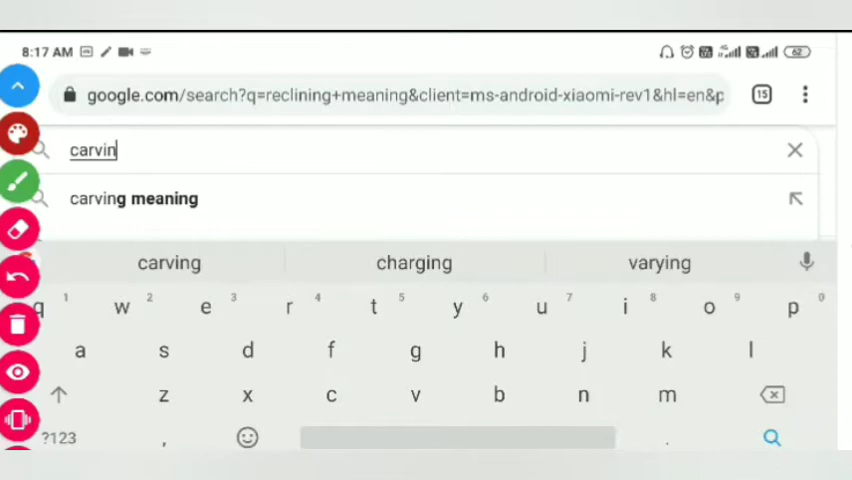 8:17 AM 62
google.com/search?q=reclining+meaning&client=ms-android-xiaomi-rev1&hl=en&p 15
carvin
carving meaning
carving charging varying
q 1 w 2 e 3 r 4 t 5 y 6 u 7 i 8 o 9 p 0
a s d f g h j k l
z x c v b n m
?123 , .